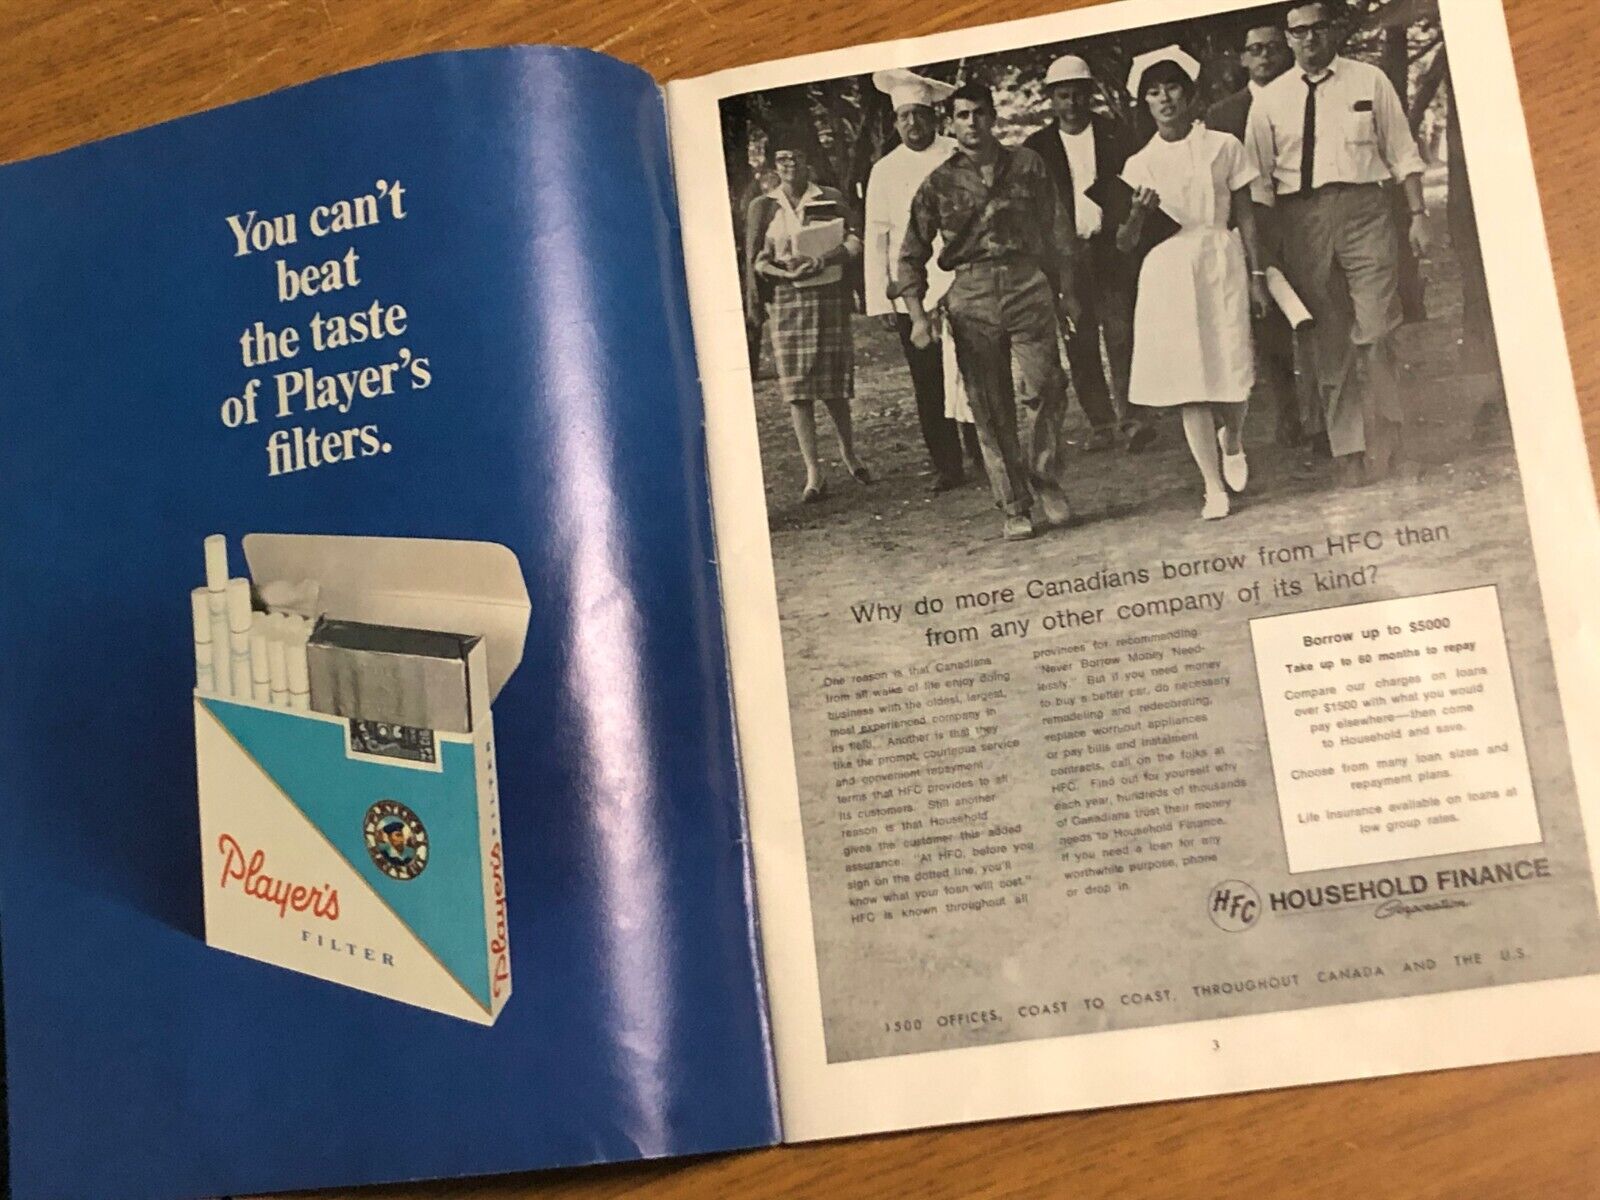 You can't
beat
the taste
of Player's
filters.
PLAYER'S
Player's
FILTER
Player's
FILTER
Why do more Canadians borrow from HFC than
from any other company of its kind?
One reason is that Canadians
from all walks of life enjoy doing
business with the oldest, largest,
most experienced company in
its field. Another is that they
like the prompt, courteous service
and convenient repayment
terms that HFC provides to all
its customers. Still another
reason is that Household
gives the customer this added
assurance: "At HFC, before you
sign on the dotted line, you'll
know what your loan will cost."
HFC is known throughout all
provinces for recommending
"Never Borrow Money Need-
lessly." But if you need money
to buy a better car, do necessary
remodeling and redecorating,
replace worn-out appliances
or pay bills and instalment
contracts, call on the folks at
HFC. Find out for yourself why
each year, hundreds of thousands
of Canadians trust their money
needs to Household Finance.
If you need a loan for any
worthwhile purpose, phone
or drop in.
Borrow up to $5000
Take up to 60 months to repay
Compare our charges on loans
over $1500 with what you would
pay elsewhere—then come
to Household and save.
Choose from many loan sizes and
repayment plans.
Life insurance available on loans at
low group rates.
HFC HOUSEHOLD FINANCE
Corporation
1500 OFFICES, COAST TO COAST, THROUGHOUT CANADA AND THE U.S.
3